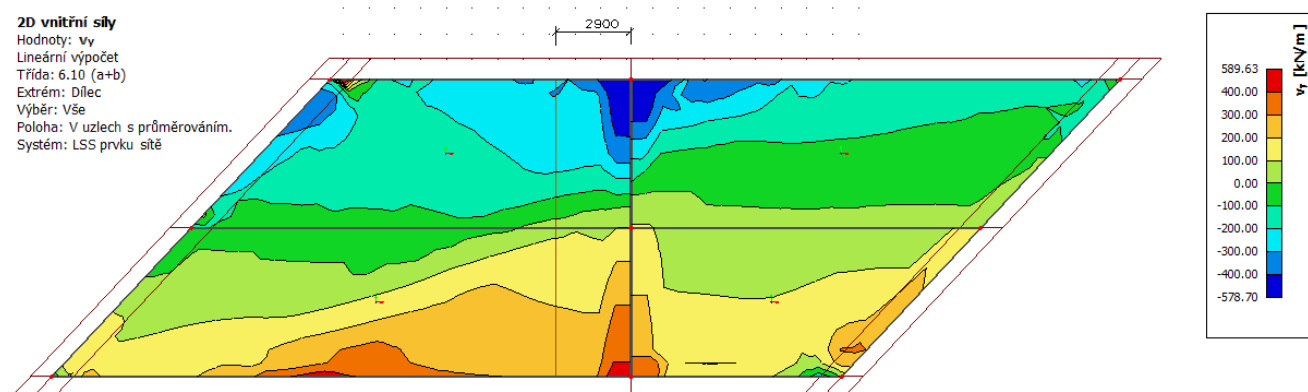 2D vnitřní síly
Hodnoty: vy
Lineární výpočet
Třída: 6.10 (a+b)
Extrém: Dílec
Výběr: Vše
Poloha: V uzlech s průměrováním.
Systém: LSS prvku sítě
2900
vy [kN/m]
589.63
400.00
300.00
200.00
100.00
0.00
-100.00
-200.00
-300.00
-400.00
-578.70